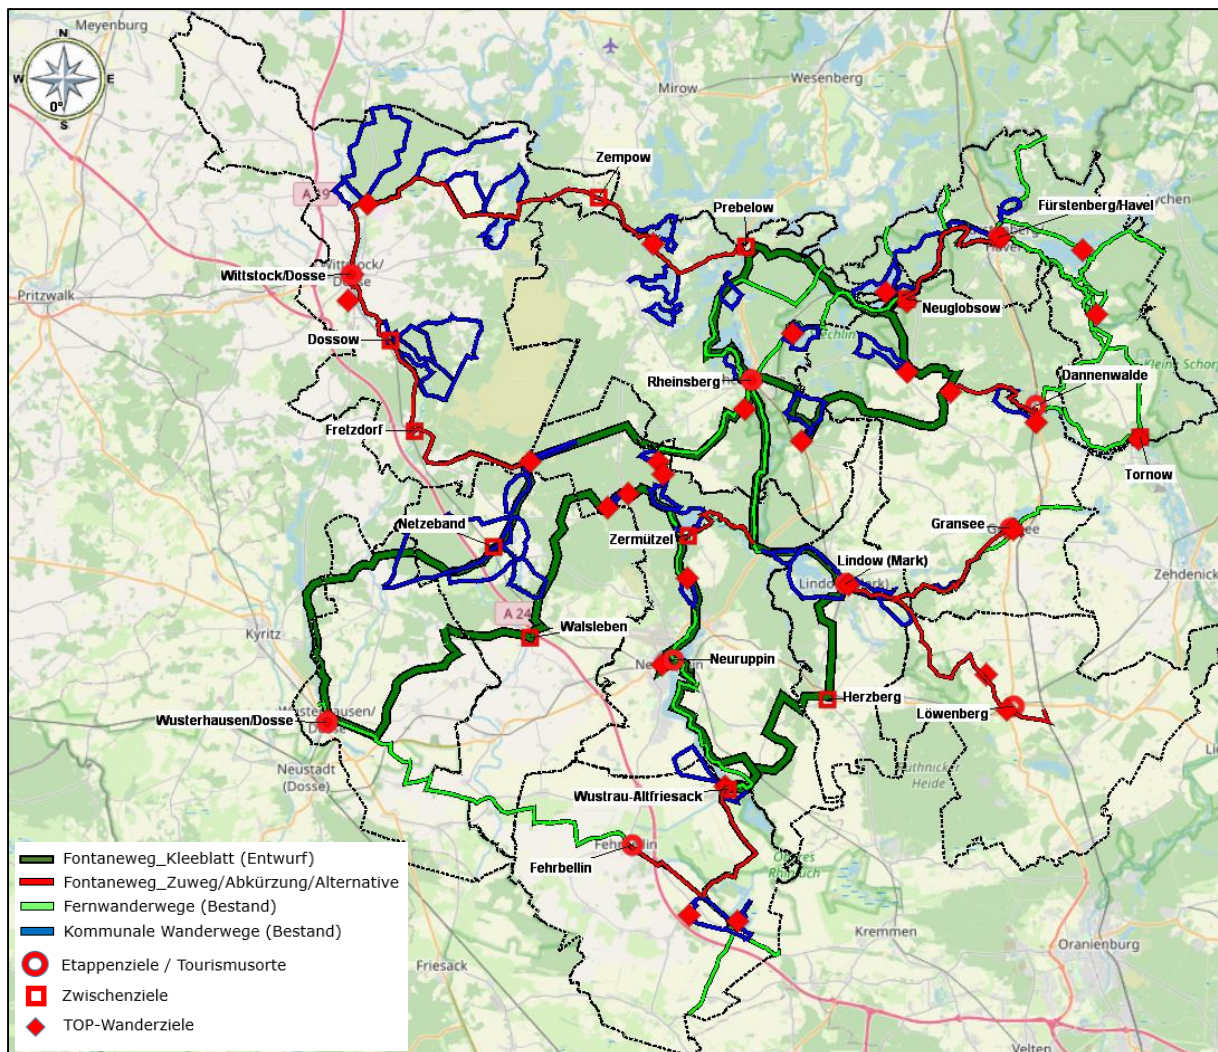 Meyenburg
N
W
E
0°
S
Mirow
Wesenberg
Zempow
A 19
Prebelow
Fürstenberg/Havel
Wittstock/Dosse
Pritzwalk
Neuglobsow
Dossow
Rheinsberg
Dannenwalde
Fretzdorf
Tornow
Netzeband
Zermützel
Gransee
Lindow (Mark)
Zehdenick
A 24
Walsleben
Kyritz
Neuruppin
Herzberg
Löwenberg
Wusterhausen/Dosse
Neustadt
(Dosse)
Wustrau-Altfriesack
Fehrbellin
Kremmen
Oranienburg
Friesack
Velten
Fontaneweg_Kleeblatt (Entwurf)
Fontaneweg_Zuweg/Abkürzung/Alternative
Fernwanderwege (Bestand)
Kommunale Wanderwege (Bestand)
Etappenziele / Tourismusorte
Zwischenziele
TOP-Wanderziele